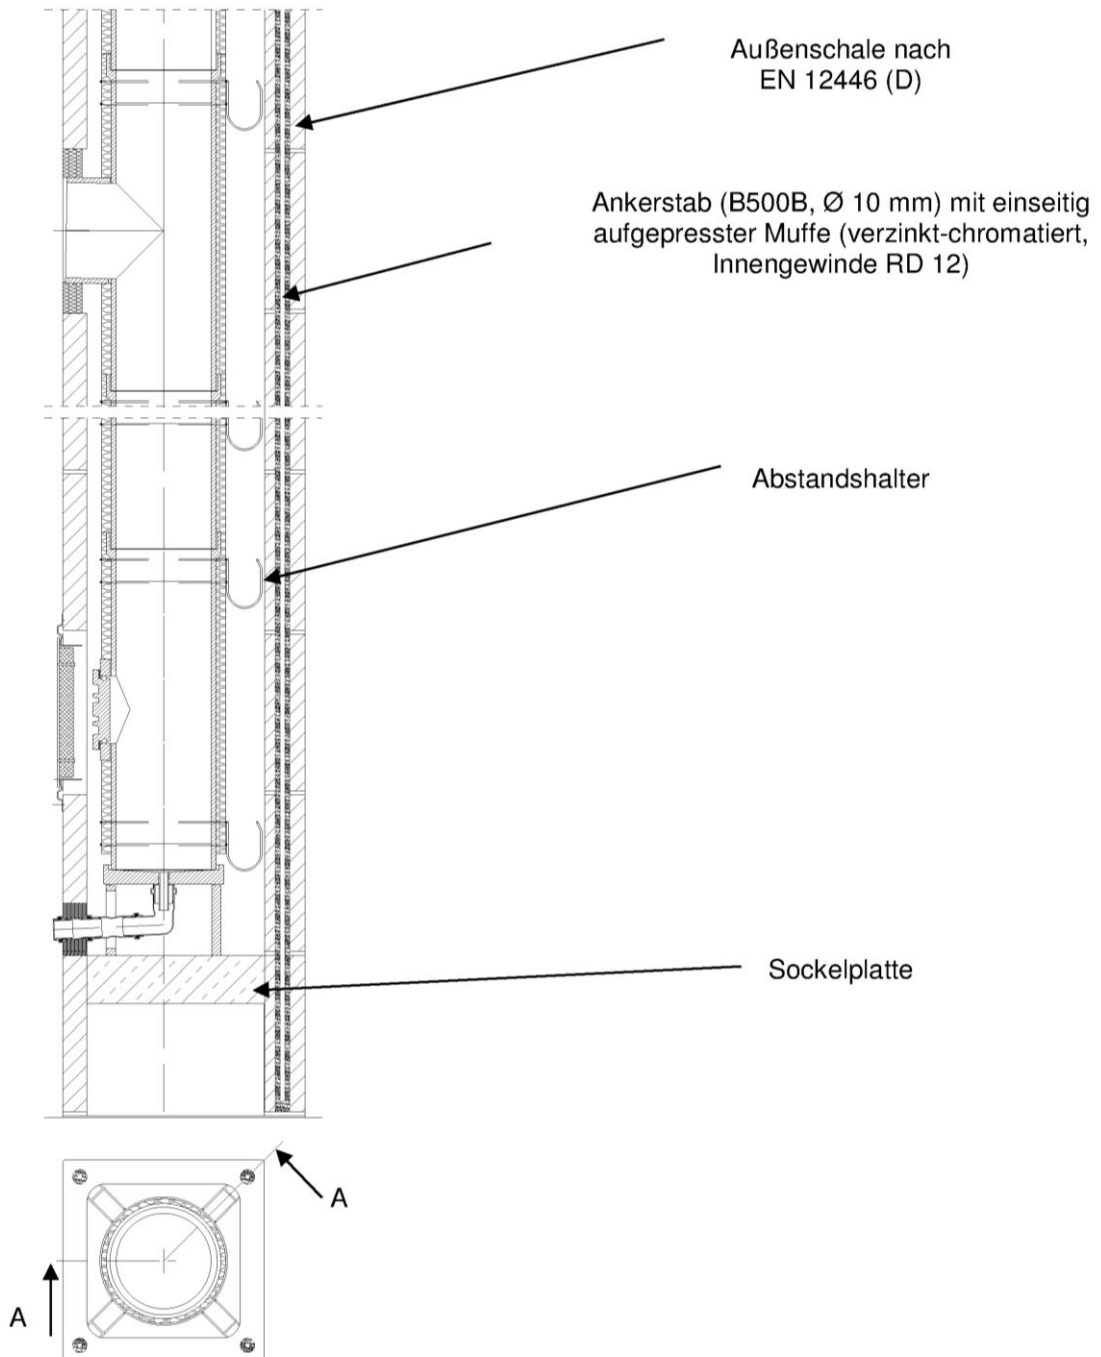 Außenschale nach
EN 12446 (D)
Ankerstab (B500B, Ø 10 mm) mit einseitig
aufgepresster Muffe (verzinkt-chromatiert,
Innengewinde RD 12)
Abstandshalter
Sockelplatte
A
A